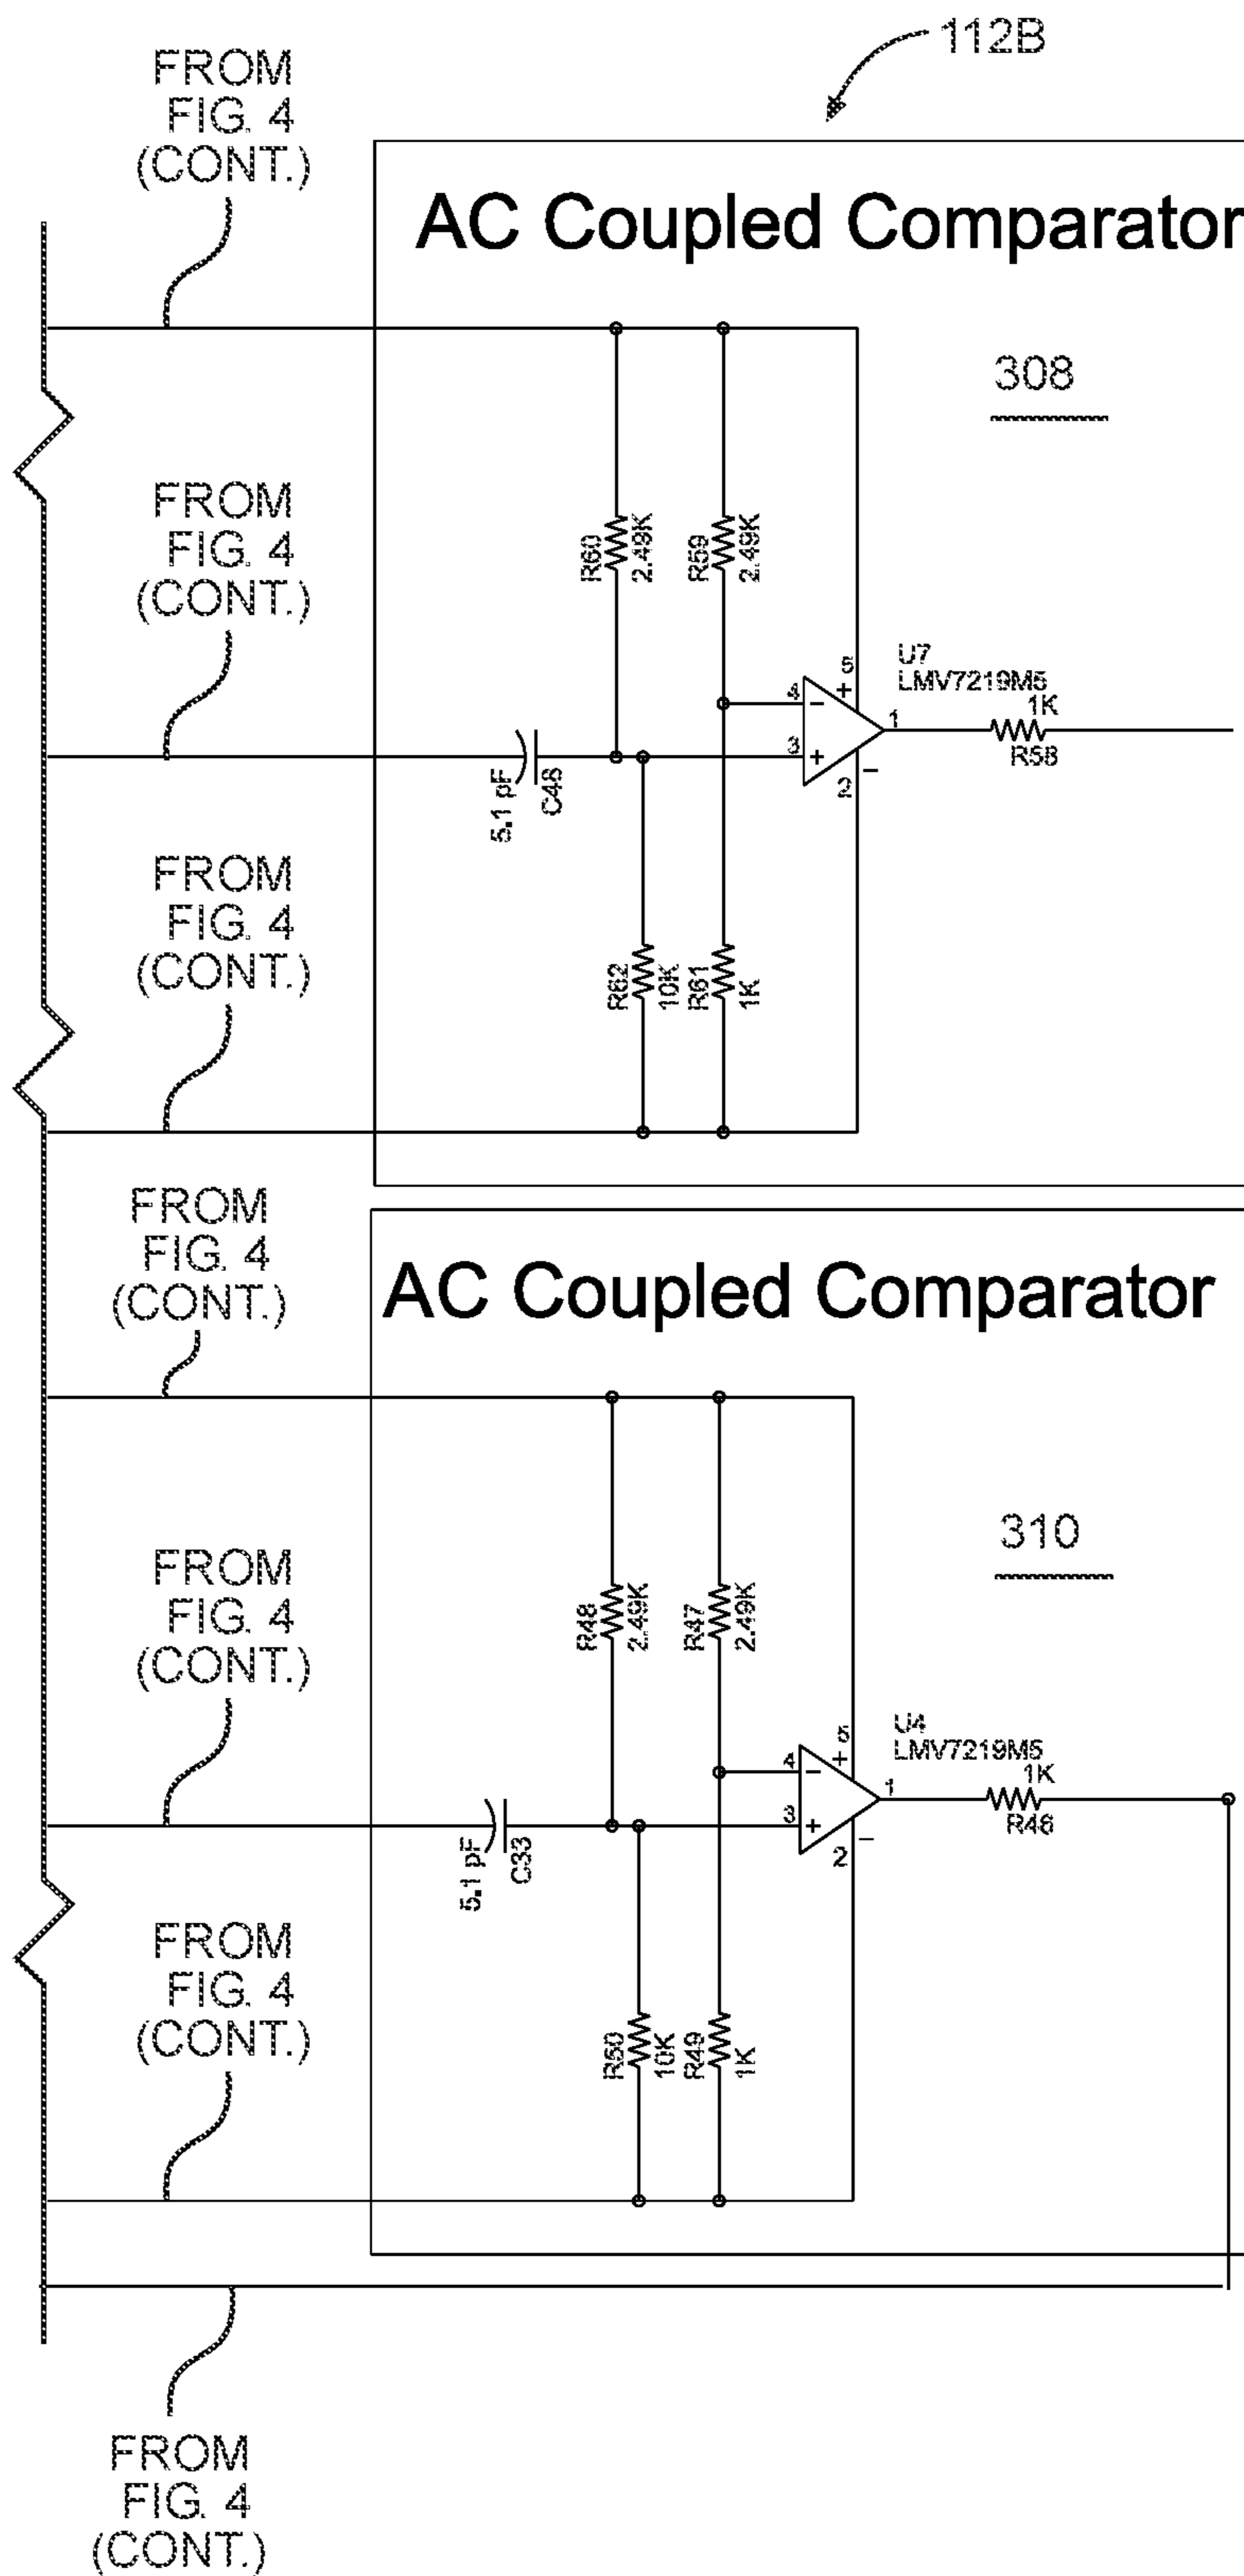 112B
FROM
FIG. 4
(CONT.)
AC Coupled Comparator
308
FROM
FIG. 4
(CONT.)
R60
2.49K
R59
2.49K
5
U7
LMV7219M5
4
-
+
1
1K
R58
3
+
2
-
5.1 pF
C46
FROM
FIG. 4
(CONT.)
R62
10K
R61
1K
FROM
FIG. 4
(CONT.)
AC Coupled Comparator
310
FROM
FIG. 4
(CONT.)
R48
2.49K
R47
2.49K
5
U4
LMV7219M5
4
-
+
1
1K
R46
3
+
2
-
5.1 pF
C33
FROM
FIG. 4
(CONT.)
R50
10K
R49
1K
FROM
FIG. 4
(CONT.)